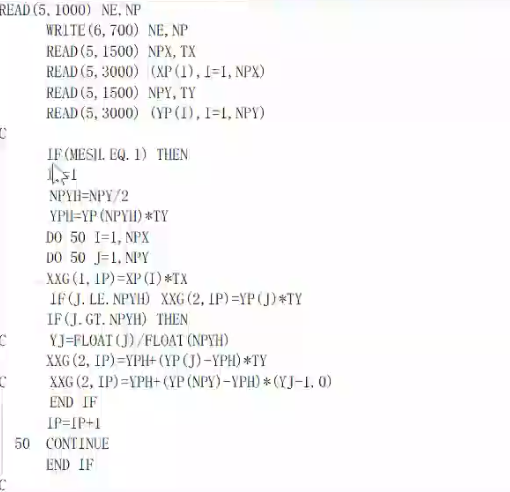 READ(5,1000) NE,NP
WRITE(6,700) NE,NP
READ(5,1500) NPX,TX
READ(5,3000) (XP(I),I=1,NPX)
READ(5,1500) NPY,TY
READ(5,3000) (YP(I),I=1,NPY)
C
IF(MESH.EQ.1) THEN
=1
NPYH=NPY/2
YPH=YP(NPYH)*TY
DO 50 I=1,NPX
DO 50 J=1,NPY
XXG(1,IP)=XP(I)*TX
IF(J.LE.NPYH) XXG(2,IP)=YP(J)*TY
IF(J.GT.NPYH) THEN
C YJ=FLOAT(J)/FLOAT(NPYH)
XXG(2,IP)=YPH+(YP(J)-YPH)*TY
C XXG(2,IP)=YPH+(YP(NPY)-YPH)*(YJ-1.0)
END IF
IP=IP+1
50 CONTINUE
END IF
C